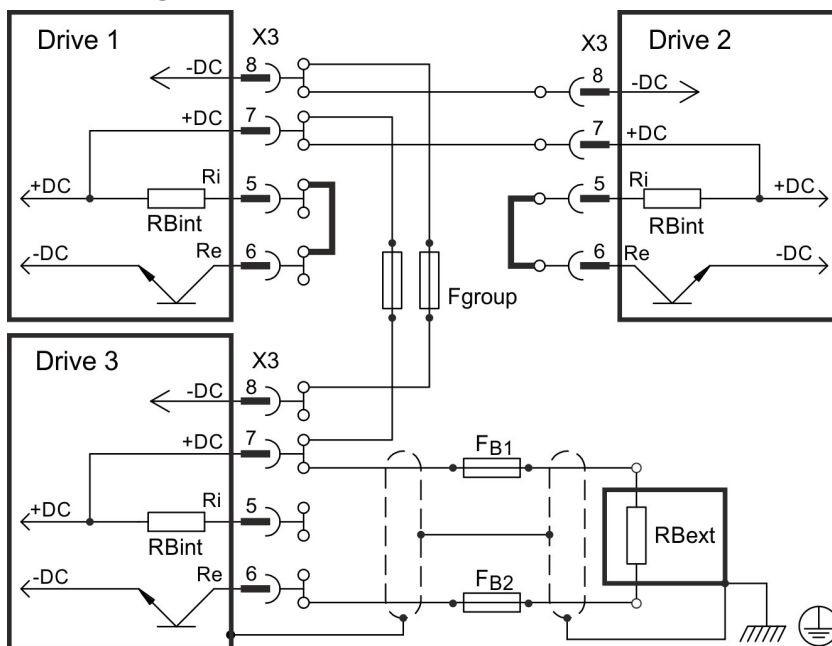 Drive 1
X3
-DC
8
+DC
7
+DC
Ri
5
RBint
-DC
Re
6
X3
Drive 2
8
-DC
7
+DC
5
Ri
+DC
RBint
6
Re
-DC
Fgroup
Drive 3
X3
-DC
8
+DC
7
+DC
Ri
5
RBint
-DC
Re
6
FB1
FB2
RBext